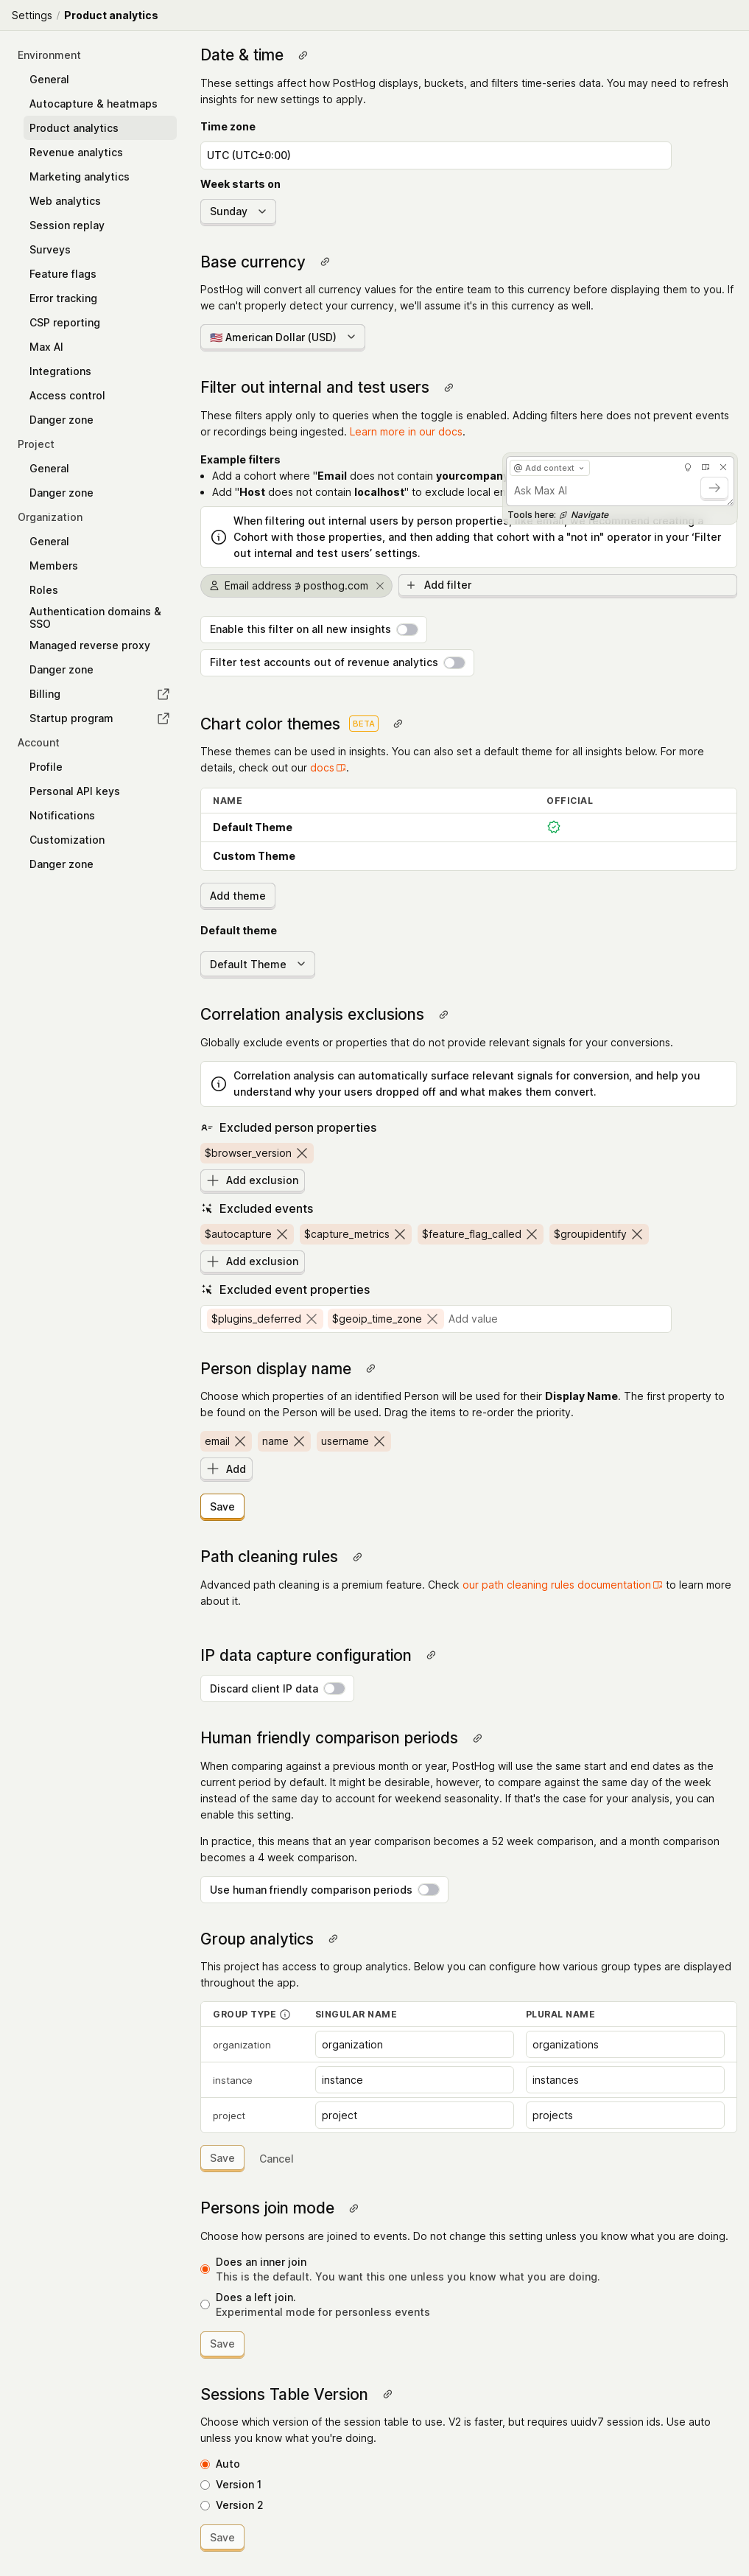 Settings / Product analytics
Environment
General
Autocapture & heatmaps
Product analytics
Revenue analytics
Marketing analytics
Web analytics
Session replay
Surveys
Feature flags
Error tracking
CSP reporting
Max AI
Integrations
Access control
Danger zone
Project
General
Danger zone
Organization
General
Members
Roles
Authentication domains &
SSO
Managed reverse proxy
Danger zone
Billing
Startup program
Account
Profile
Personal API keys
Notifications
Customization
Danger zone
Date & time
These settings affect how PostHog displays, buckets, and filters time-series data. You may need to refresh
insights for new settings to apply.
Time zone
UTC (UTC±0:00)
Week starts on
Sunday
Base currency
PostHog will convert all currency values for the entire team to this currency before displaying them to you. If
we can't properly detect your currency, we'll assume it's in this currency as well.
American Dollar (USD)
Filter out internal and test users
These filters apply only to queries when the toggle is enabled. Adding filters here does not prevent events
or recordings being ingested. Learn more in our docs.
Example filters
Add a cohort where "Email does not contain yourcompan
Add "Host does not contain localhost" to exclude local
@ Add context
Ask Max AI
Tools here: Navigate
When filtering out internal users by person properties, like email, we recommend creating a
Cohort with those properties, and then adding that cohort with a "not in" operator in your ‘Filter
out internal and test users’ settings.
Email address ∌ posthog.com
Add filter
Enable this filter on all new insights
Filter test accounts out of revenue analytics
Chart color themes BETA
These themes can be used in insights. You can also set a default theme for all insights below. For more
details, check out our docs.
NAME OFFICIAL
Default Theme
Custom Theme
Add theme
Default theme
Default Theme
Correlation analysis exclusions
Globally exclude events or properties that do not provide relevant signals for your conversions.
Correlation analysis can automatically surface relevant signals for conversion, and help you
understand why your users dropped off and what makes them convert.
Excluded person properties
$browser_version
Add exclusion
Excluded events
$autocapture $capture_metrics $feature_flag_called $groupidentify
Add exclusion
Excluded event properties
$plugins_deferred $geoip_time_zone Add value
Person display name
Choose which properties of an identified Person will be used for their Display Name. The first property to
be found on the Person will be used. Drag the items to re-order the priority.
email name username
Add
Save
Path cleaning rules
Advanced path cleaning is a premium feature. Check our path cleaning rules documentation to learn more
about it.
IP data capture configuration
Discard client IP data
Human friendly comparison periods
When comparing against a previous month or year, PostHog will use the same start and end dates as the
current period by default. It might be desirable, however, to compare against the same day of the week
instead of the same day to account for weekend seasonality. If that's the case for your analysis, you can
enable this setting.
In practice, this means that an year comparison becomes a 52 week comparison, and a month comparison
becomes a 4 week comparison.
Use human friendly comparison periods
Group analytics
This project has access to group analytics. Below you can configure how various group types are displayed
throughout the app.
GROUP TYPE SINGULAR NAME PLURAL NAME
organization organization organizations
instance instance instances
project project projects
Save Cancel
Persons join mode
Choose how persons are joined to events. Do not change this setting unless you know what you are doing.
Does an inner join
This is the default. You want this one unless you know what you are doing.
Does a left join.
Experimental mode for personless events
Save
Sessions Table Version
Choose which version of the session table to use. V2 is faster, but requires uuidv7 session ids. Use auto
unless you know what you're doing.
Auto
Version 1
Version 2
Save